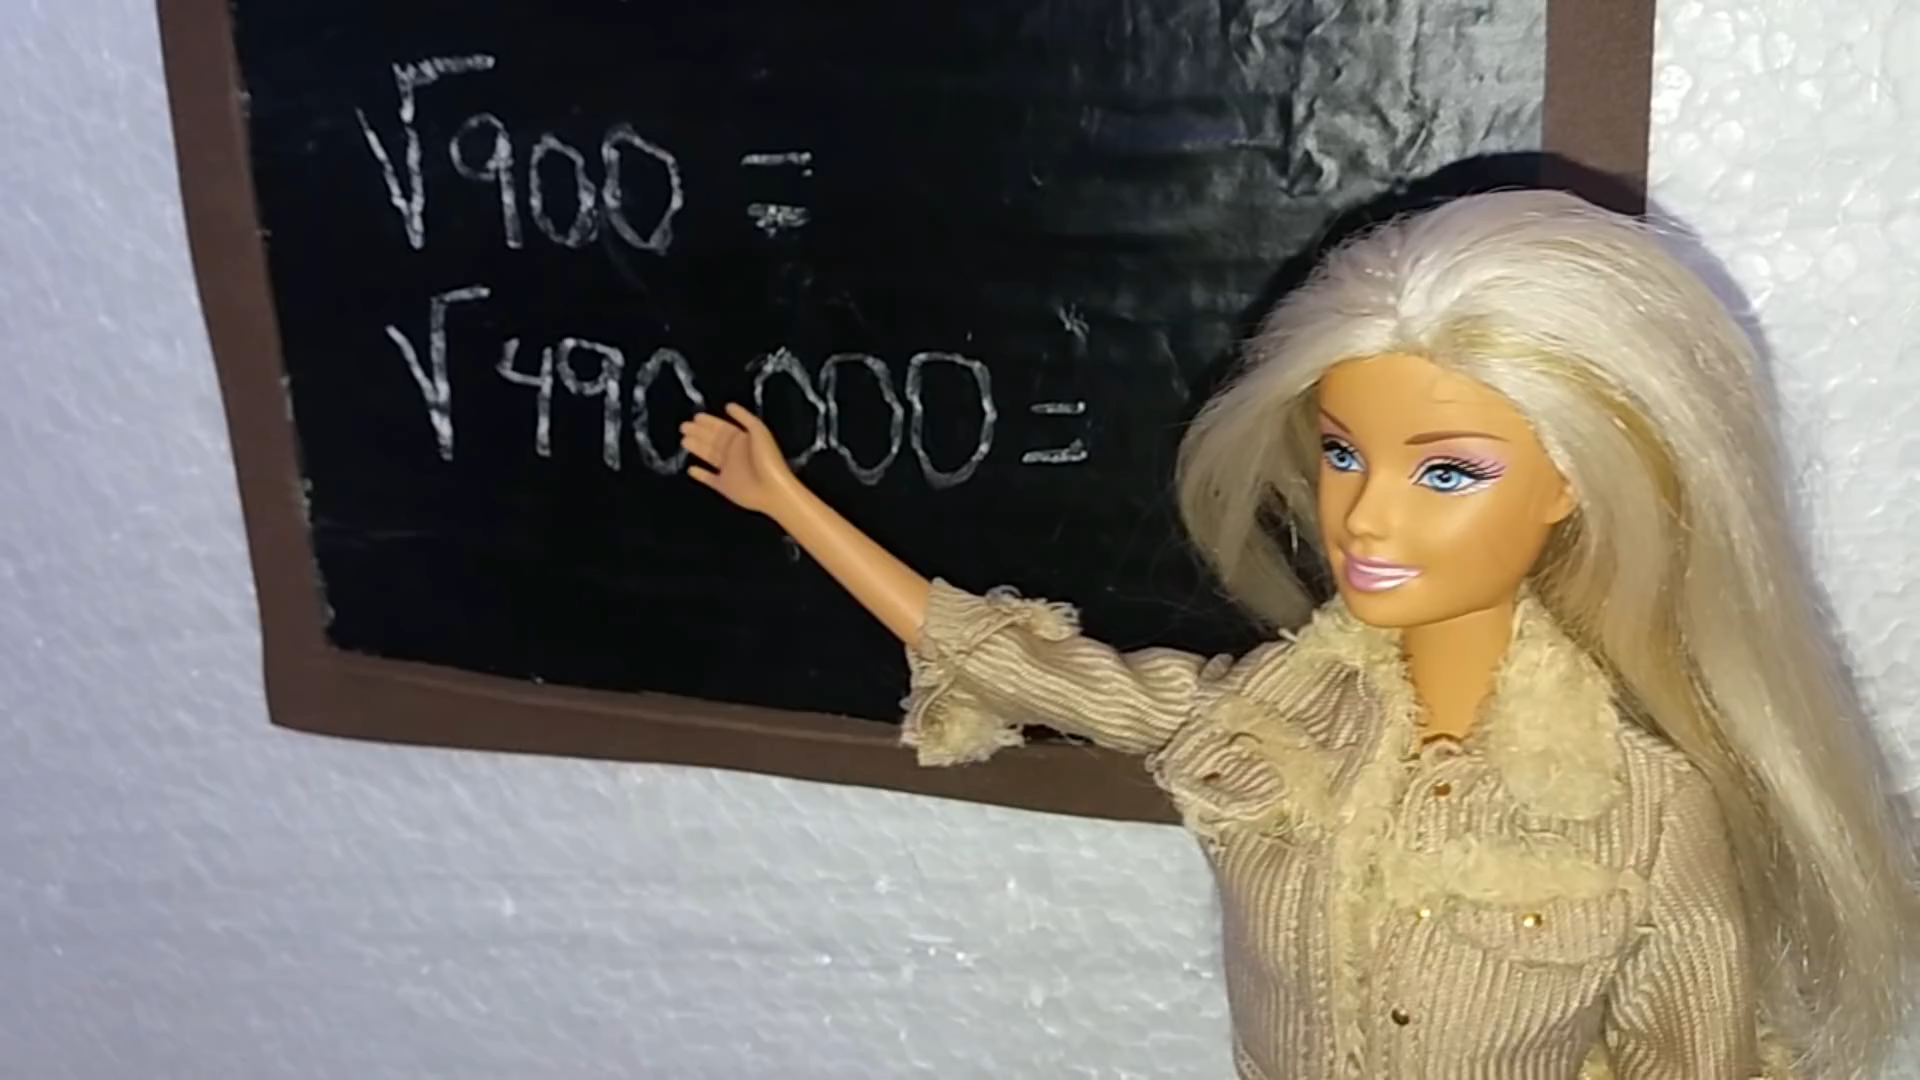 √900 =
√490 000 =